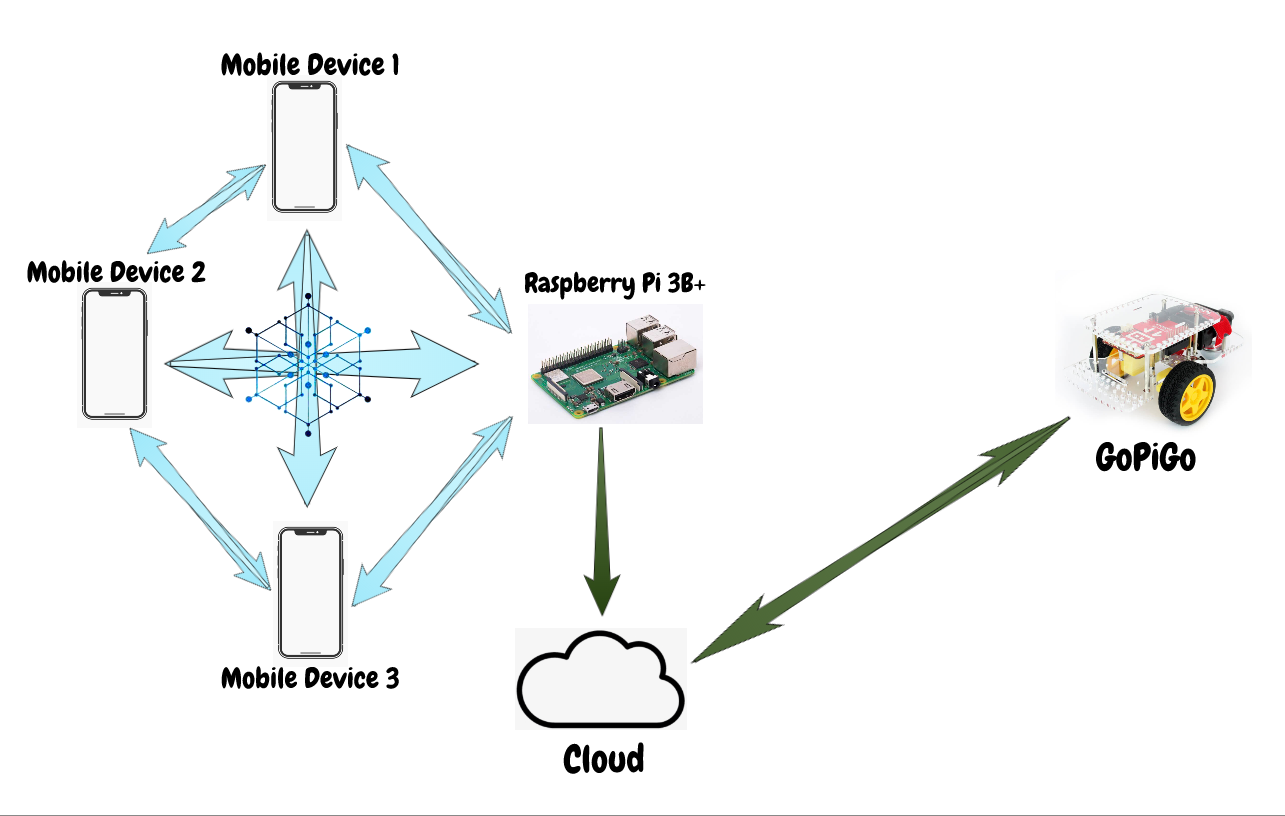 Mobile Device 1
Mobile Device 2
Raspberry Pi 3B+
GoPiGo
Mobile Device 3
Cloud